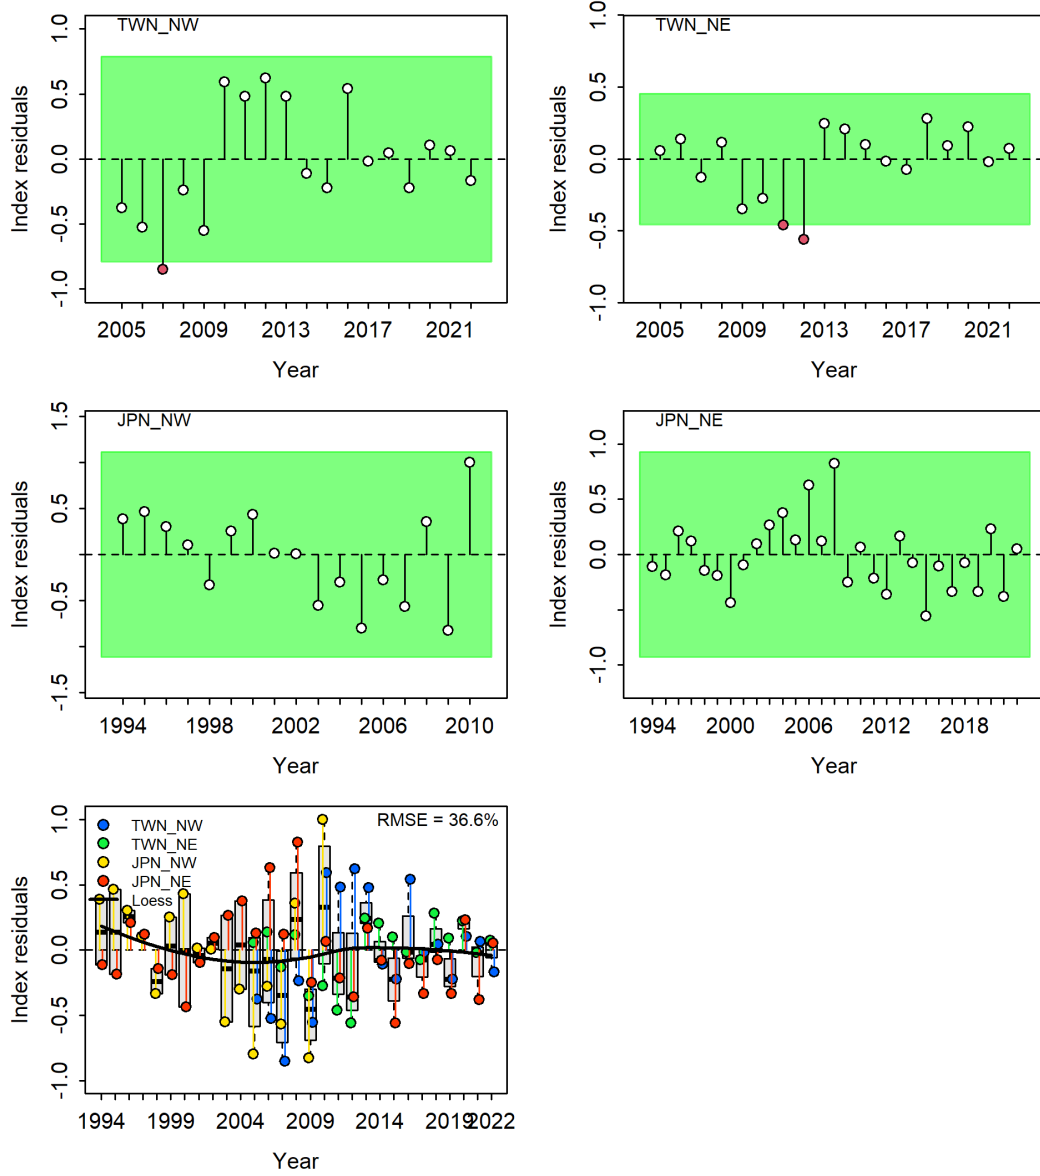 TWN_NW
1.0
0.5
0.0
-0.5
-1.0
Index residuals
2005 2009 2013 2017 2021
Year
TWN_NE
1.0
0.5
0.0
-0.5
-1.0
Index residuals
2005 2009 2013 2017 2021
Year
JPN_NW
1.5
0.5
-0.5
-1.5
Index residuals
1994 1998 2002 2006 2010
Year
JPN_NE
1.0
0.5
0.0
-1.0
Index residuals
1994 2000 2006 2012 2018
Year
RMSE = 36.6%
TWN_NW
TWN_NE
JPN_NW
JPN_NE
Loess
1.0
0.5
0.0
-0.5
-1.0
Index residuals
1994 1999 2004 2009 2014 2019 2022
Year